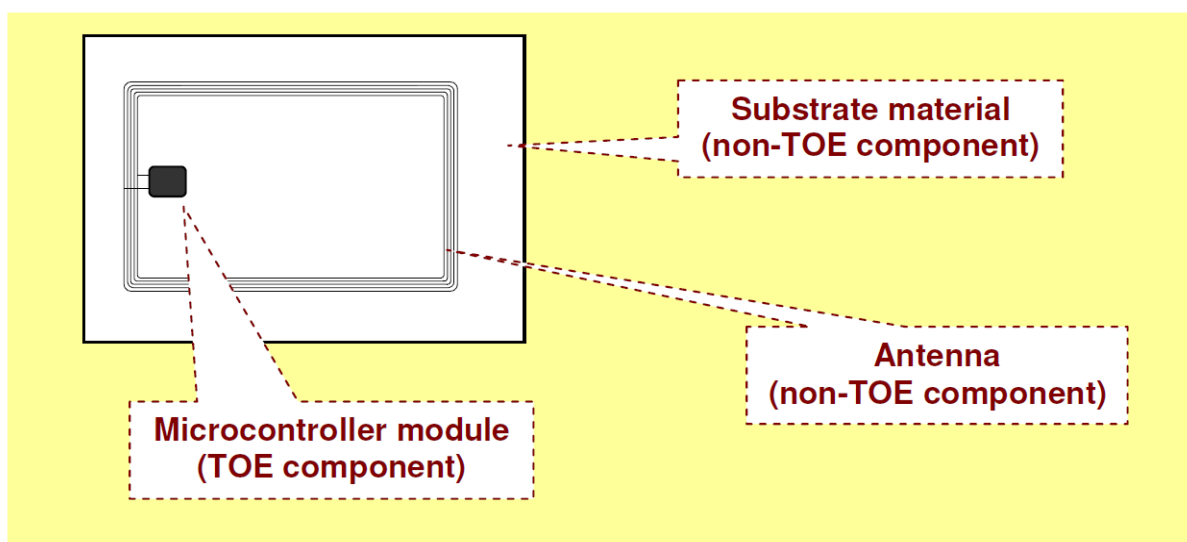 Substrate material
(non-TOE component)
Antenna
(non-TOE component)
Microcontroller module
(TOE component)